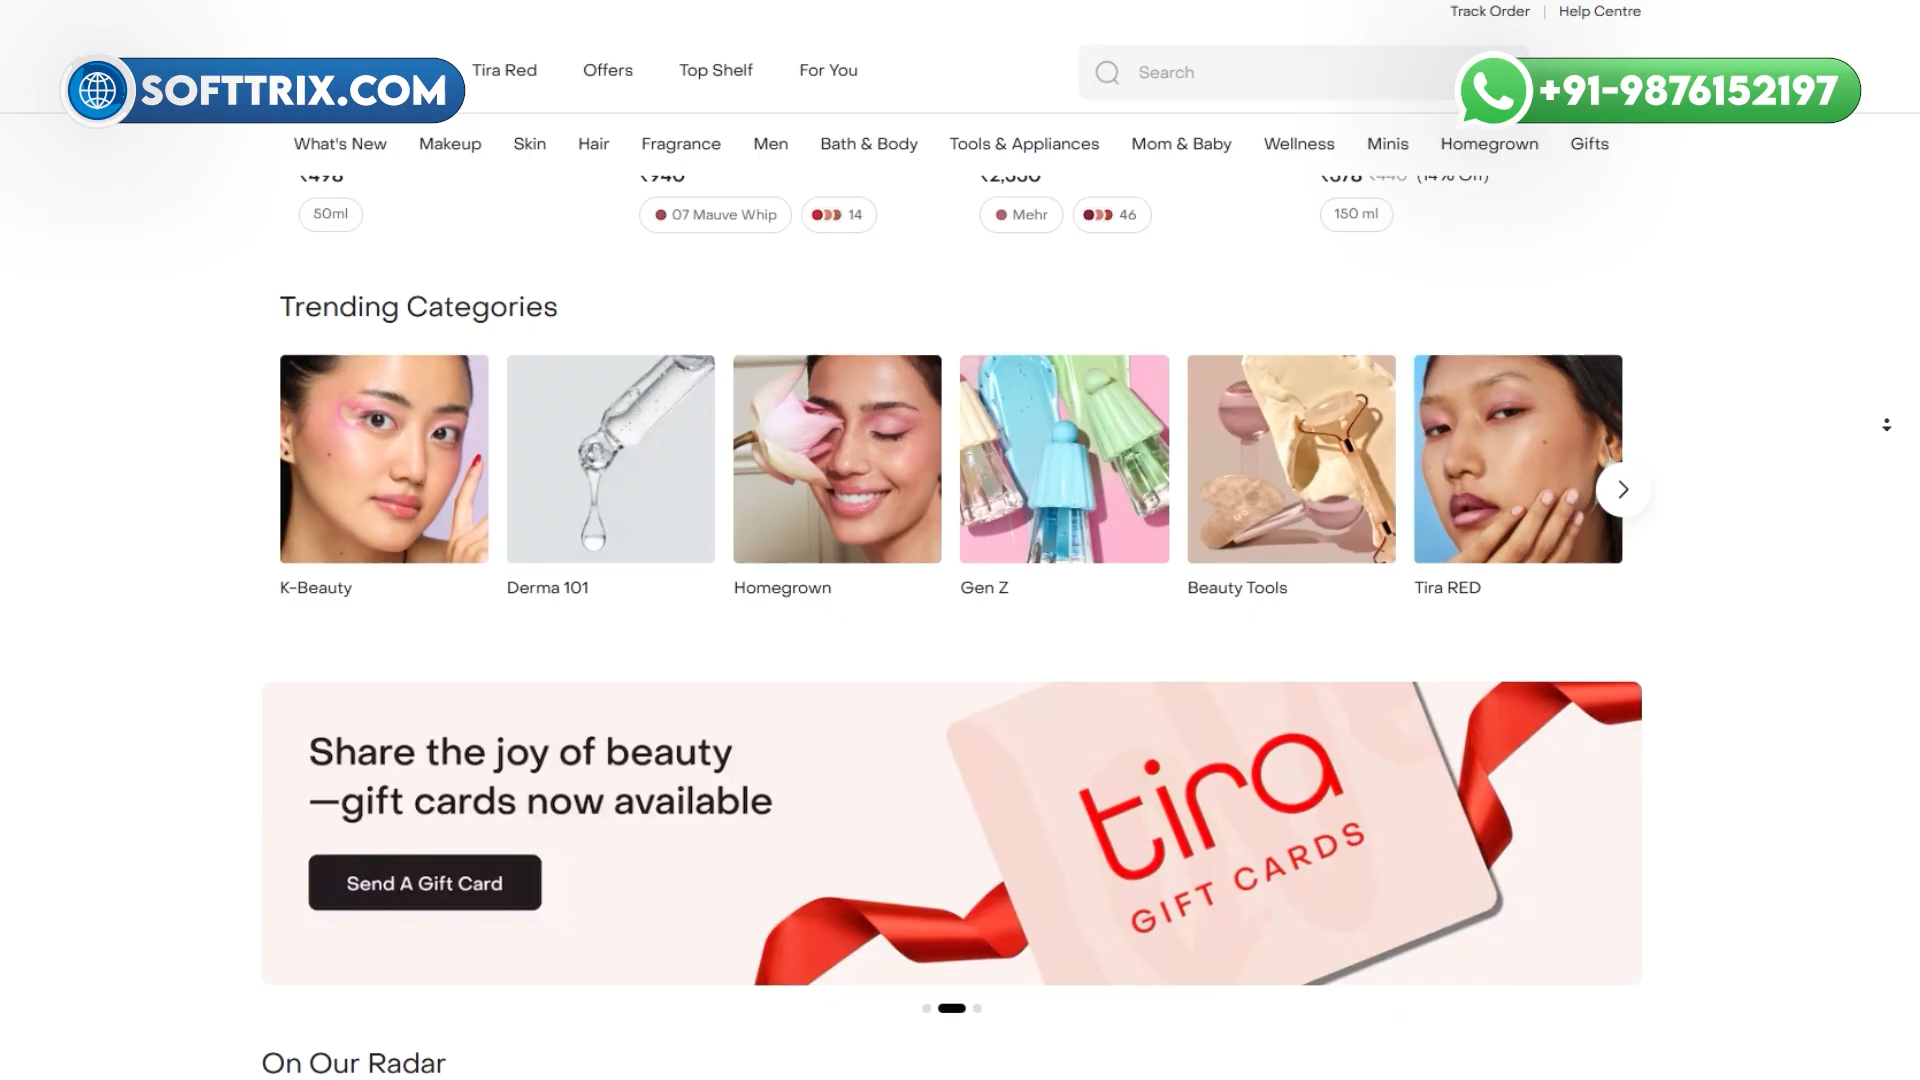 Track Order | Help Centre
SOFTTRIX.COM
Tira Red Offers Top Shelf For You
Search
+91-9876152197
What's New Makeup Skin Hair Fragrance Men Bath & Body Tools & Appliances Mom & Baby Wellness Minis Homegrown Gifts
50ml
07 Mauve Whip 14
Mehr 46
150 ml
Trending Categories
K-Beauty
Derma 101
Homegrown
Gen Z
Beauty Tools
Tira RED
Share the joy of beauty
—gift cards now available
Send A Gift Card
tira
GIFT CARDS
On Our Radar